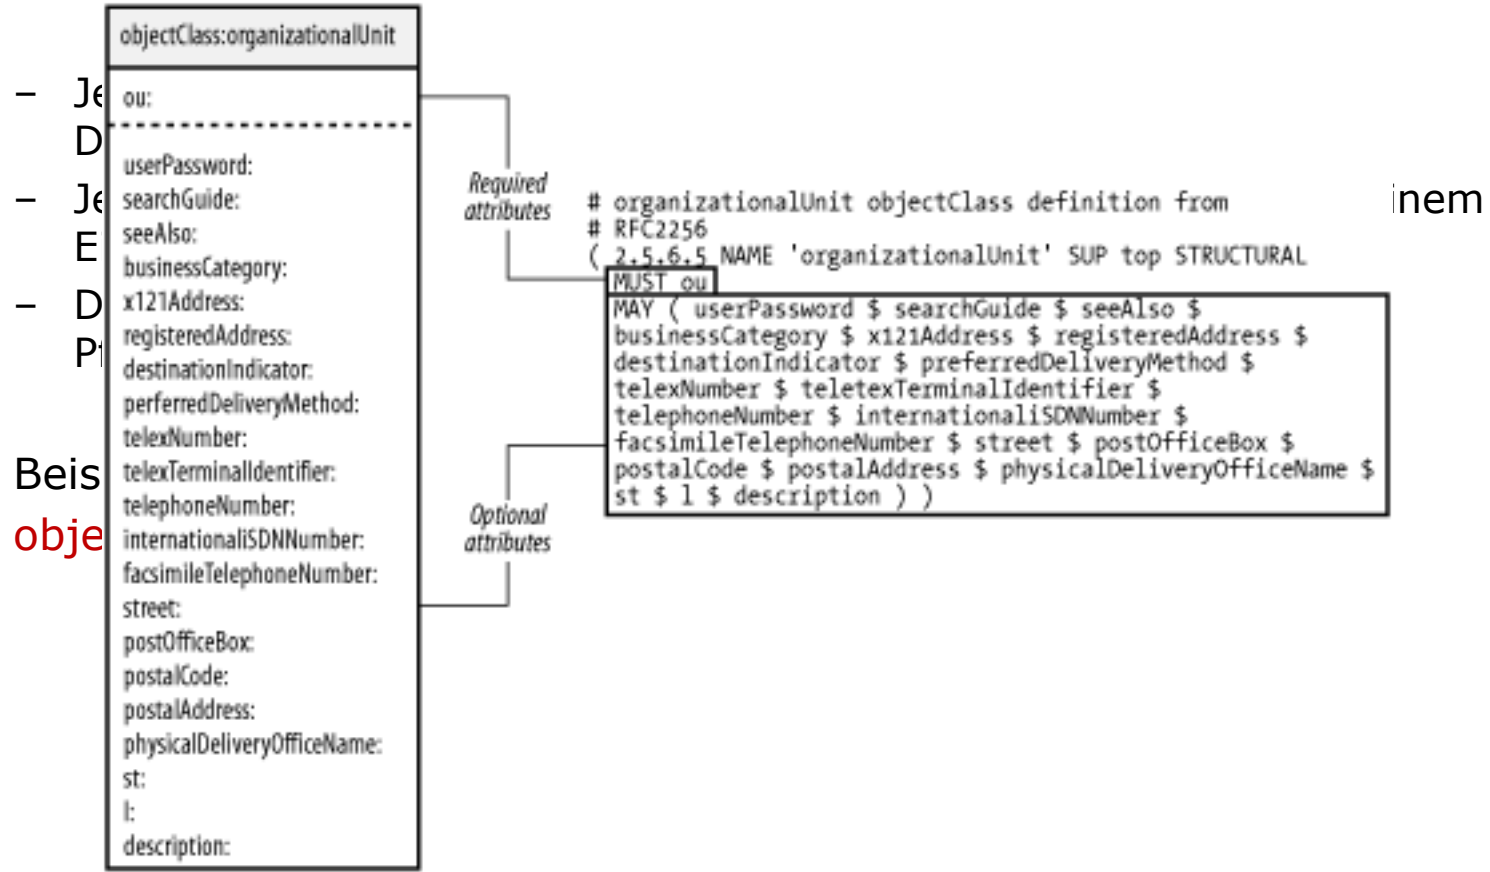 objectClass:organizationalUnit
ou:
userPassword:
searchGuide:
seeAlso:
businessCategory:
x121Address:
registeredAddress:
destinationIndicator:
perferredDeliveryMethod:
telexNumber:
telexTerminalIdentifier:
telephoneNumber:
internationaliSDNNumber:
facsimileTelephoneNumber:
street:
postOfficeBox:
postalCode:
postalAddress:
physicalDeliveryOfficeName:
st:
l:
description:
Required
attributes
Optional
attributes
# organizationalUnit objectClass definition from
# RFC2256
( 2.5.6.5 NAME 'organizationalUnit' SUP top STRUCTURAL
MUST ou
MAY ( userPassword $ searchGuide $ seeAlso $
businessCategory $ x121Address $ registeredAddress $
destinationIndicator $ preferredDeliveryMethod $
telexNumber $ teletexTerminalIdentifier $
telephoneNumber $ internationaliSDNNumber $
facsimileTelephoneNumber $ street $ postOfficeBox $
postalCode $ postalAddress $ physicalDeliveryOfficeName $
st $ l $ description ) )